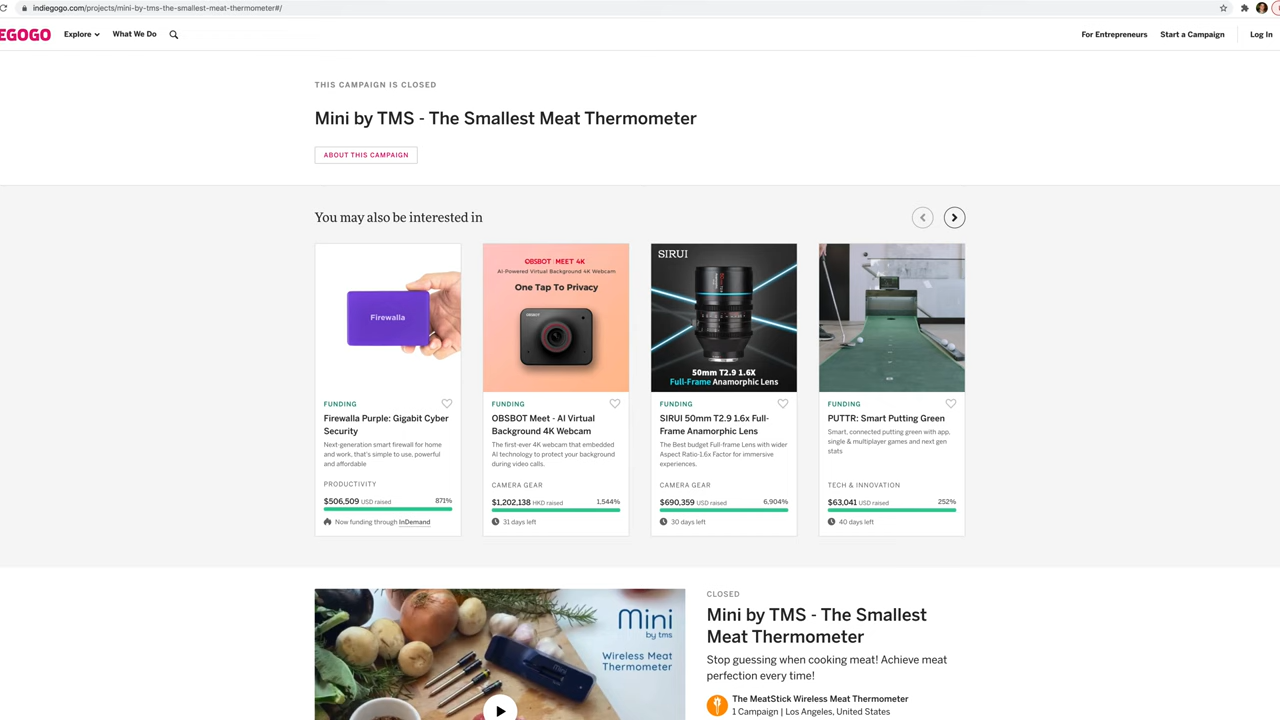 indiegogo.com/projects/mini-by-tms-the-smallest-meat-thermometer#/
EGOGO
Explore
What We Do
For Entrepreneurs
Start a Campaign
Log In
THIS CAMPAIGN IS CLOSED
Mini by TMS - The Smallest Meat Thermometer
ABOUT THIS CAMPAIGN
You may also be interested in
Firewalla
FUNDING
Firewalla Purple: Gigabit Cyber
Security
Next-generation smart firewall for home
and work, that's simple to use, powerful
and affordable
PRODUCTIVITY
$506,509 USD raised 871%
Now funding through InDemand
OBSBOT MEET 4K
AI-Powered Virtual Background 4K Webcam
One Tap To Privacy
OBSBOT
FUNDING
OBSBOT Meet - AI Virtual
Background 4K Webcam
The first-ever 4K webcam that embedded
AI technology to protect your background
during video calls.
CAMERA GEAR
$1,202,138 HKD raised 1,544%
31 days left
SIRUI
50mm T2.9 1.6X
Full-Frame Anamorphic Lens
FUNDING
SIRUI 50mm T2.9 1.6x Full-
Frame Anamorphic Lens
The Best budget Full-frame Lens with wider
Aspect Ratio-1.6x Factor for immersive
experiences.
CAMERA GEAR
$690,359 USD raised 6,904%
30 days left
FUNDING
PUTTR: Smart Putting Green
Smart, connected putting green with app,
single & multiplayer games and next gen
stats
TECH & INNOVATION
$63,041 USD raised 252%
40 days left
Mini
by tms
Wireless Meat
Thermometer
Mini
CLOSED
Mini by TMS - The Smallest
Meat Thermometer
Stop guessing when cooking meat! Achieve meat
perfection every time!
The MeatStick Wireless Meat Thermometer
1 Campaign | Los Angeles, United States